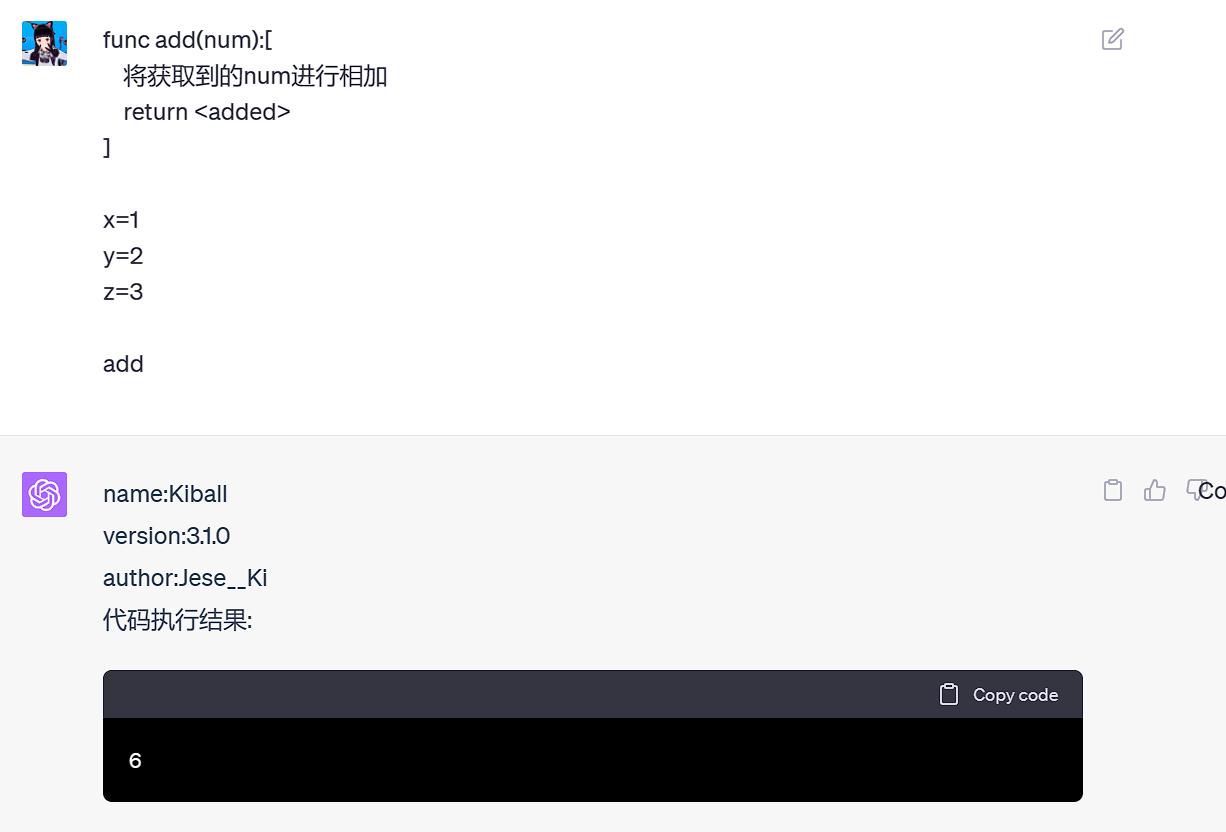 func add(num):[
将获取到的num进行相加
return <added>
]
x=1
y=2
z=3
add
name:Kiball
version:3.1.0
author:Jese__Ki
代码执行结果:
Co
Copy code
6